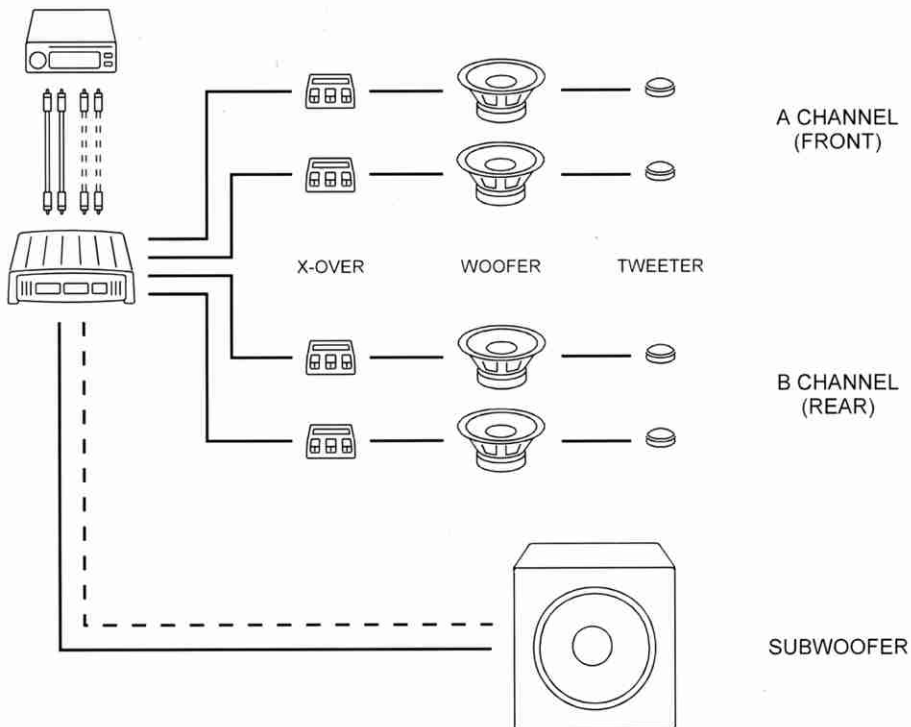 A CHANNEL
(FRONT)
X-OVER
WOOFER
TWEETER
B CHANNEL
(REAR)
SUBWOOFER